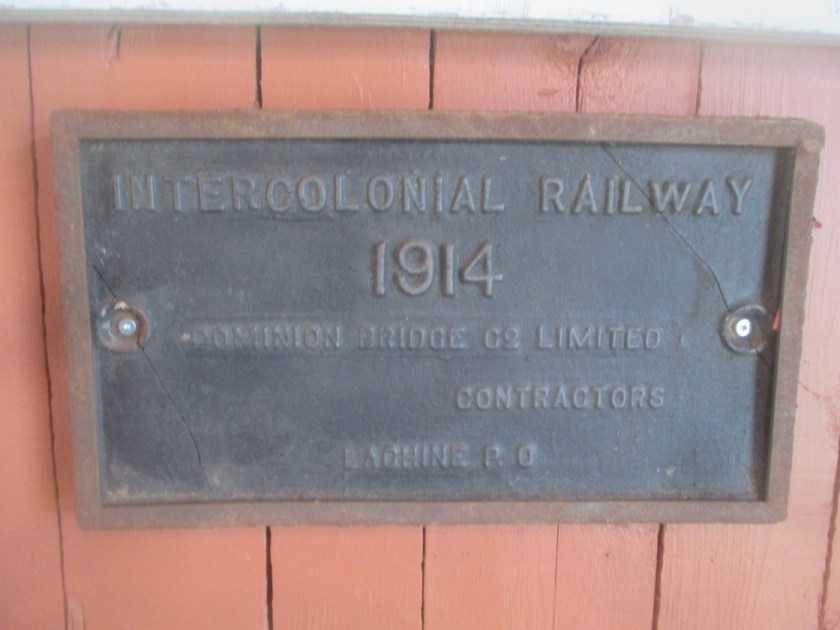 INTERCOLONIAL RAILWAY
1914
DOMINION BRIDGE Cº LIMITED
CONTRACTORS
LACHINE P. Q